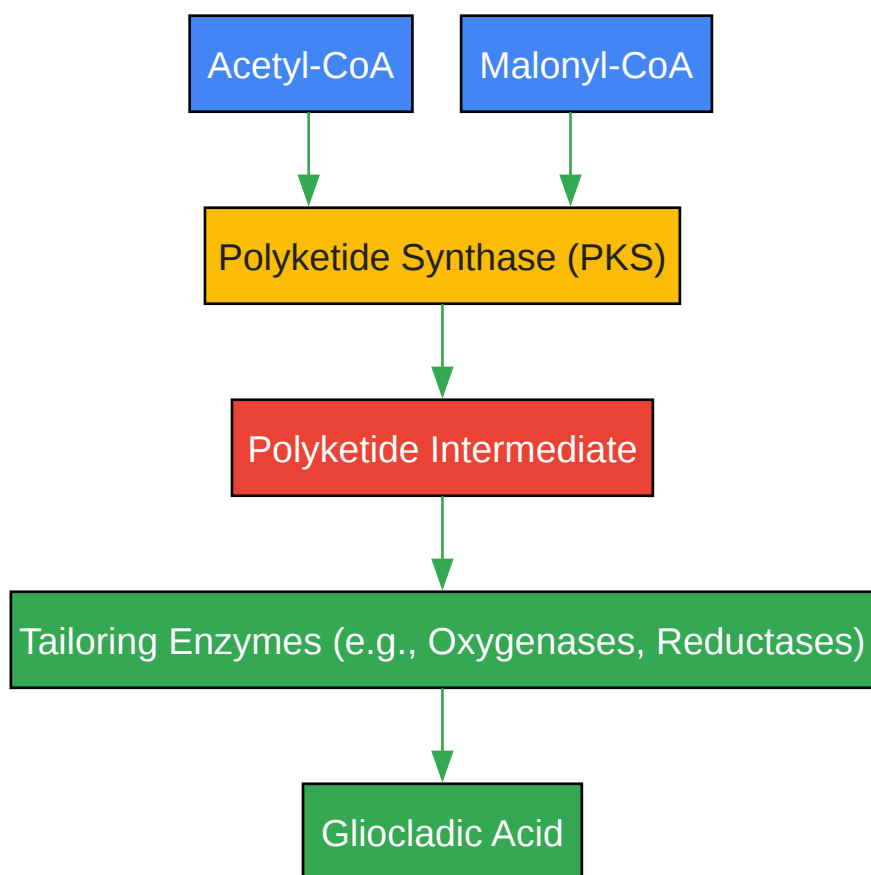 Acetyl-CoA
Malonyl-CoA
Polyketide Synthase (PKS)
Polyketide Intermediate
Tailoring Enzymes (e.g., Oxygenases, Reductases)
Gliocladic Acid